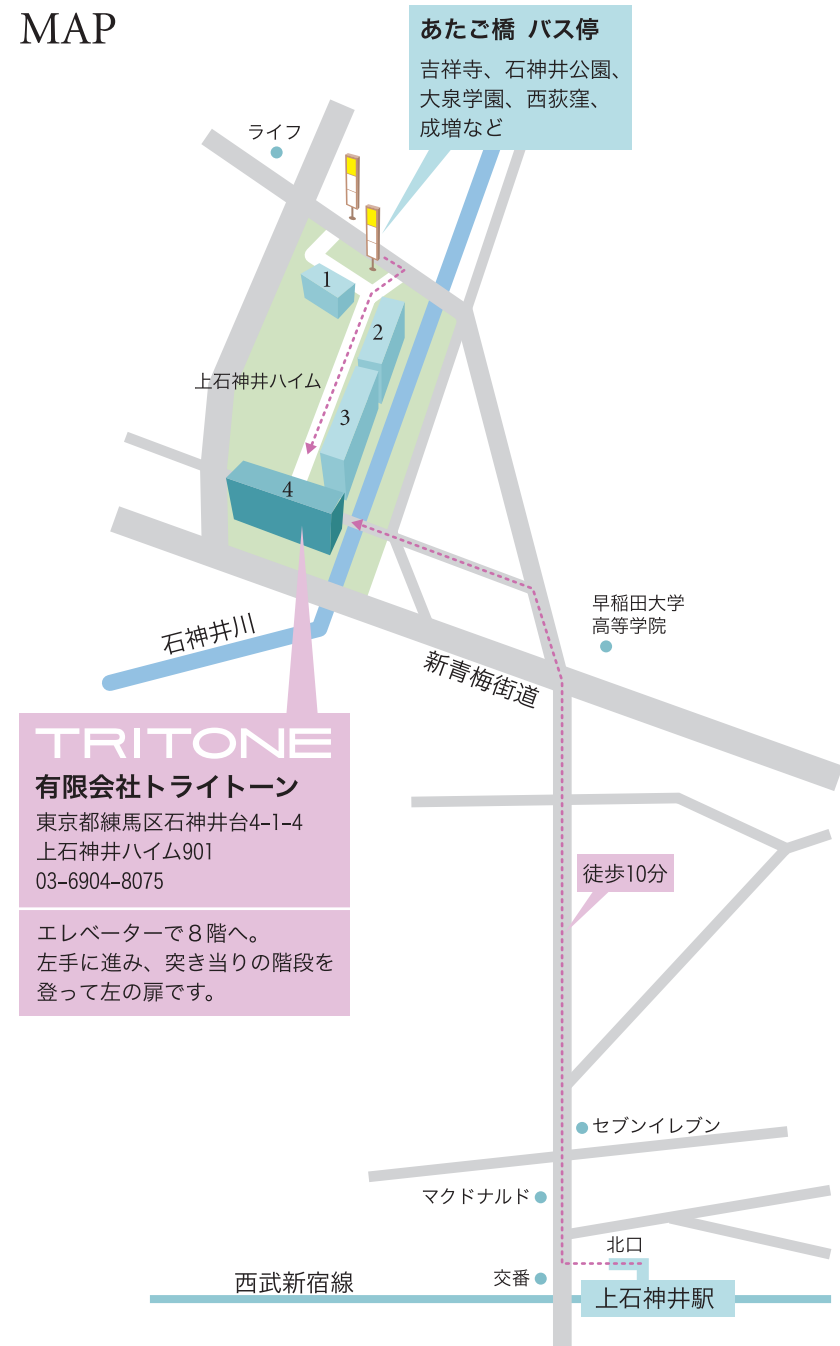 MAP
あたご橋 バス停
吉祥寺、石神井公園、
大泉学園、西荻窪、
成増など
ライフ
1
2
上石神井ハイム
3
4
早稲田大学
高等学院
石神井川
新青梅街道
TRITONE
有限会社トライトーン
東京都練馬区石神井台4-1-4
上石神井ハイム901
03-6904-8075
エレベーターで8階へ。
左手に進み、突き当りの階段を
登って左の扉です。
徒歩10分
セブンイレブン
マクドナルド
北口
交番
西武新宿線
上石神井駅